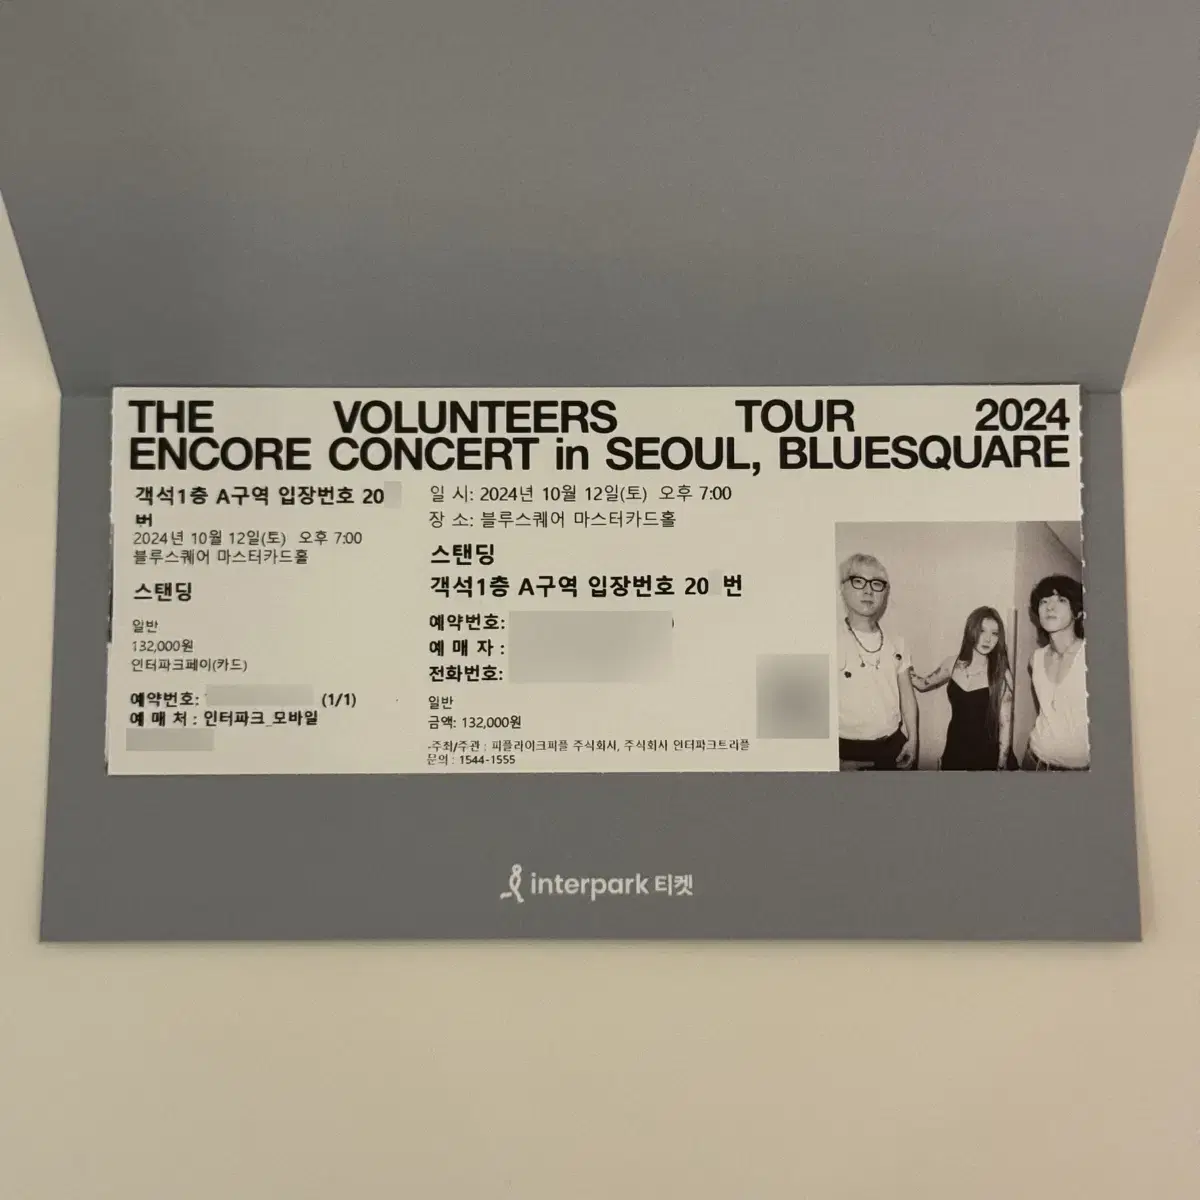 THE VOLUNTEERS TOUR 2024
ENCORE CONCERT in SEOUL, BLUESQUARE
객석1층 A구역 입장번호 20
번
2024년 10월 12일(토) 오후 7:00
블루스퀘어 마스터카드홀
스탠딩
일반
132,000원
인터파크페이(카드)
예약번호: (1/1)
예 매 처 : 인터파크_모바일
일 시: 2024년 10월 12일(토) 오후 7:00
장 소: 블루스퀘어 마스터카드홀
스탠딩
객석1층 A구역 입장번호 20 번
예약번호: )
예 매 자 :
전화번호:
일반
금액: 132,000원
-주최/주관 : 피플라이크피플 주식회사, 주식회사 인터파크트리플
문의 : 1544-1555
interpark 티켓